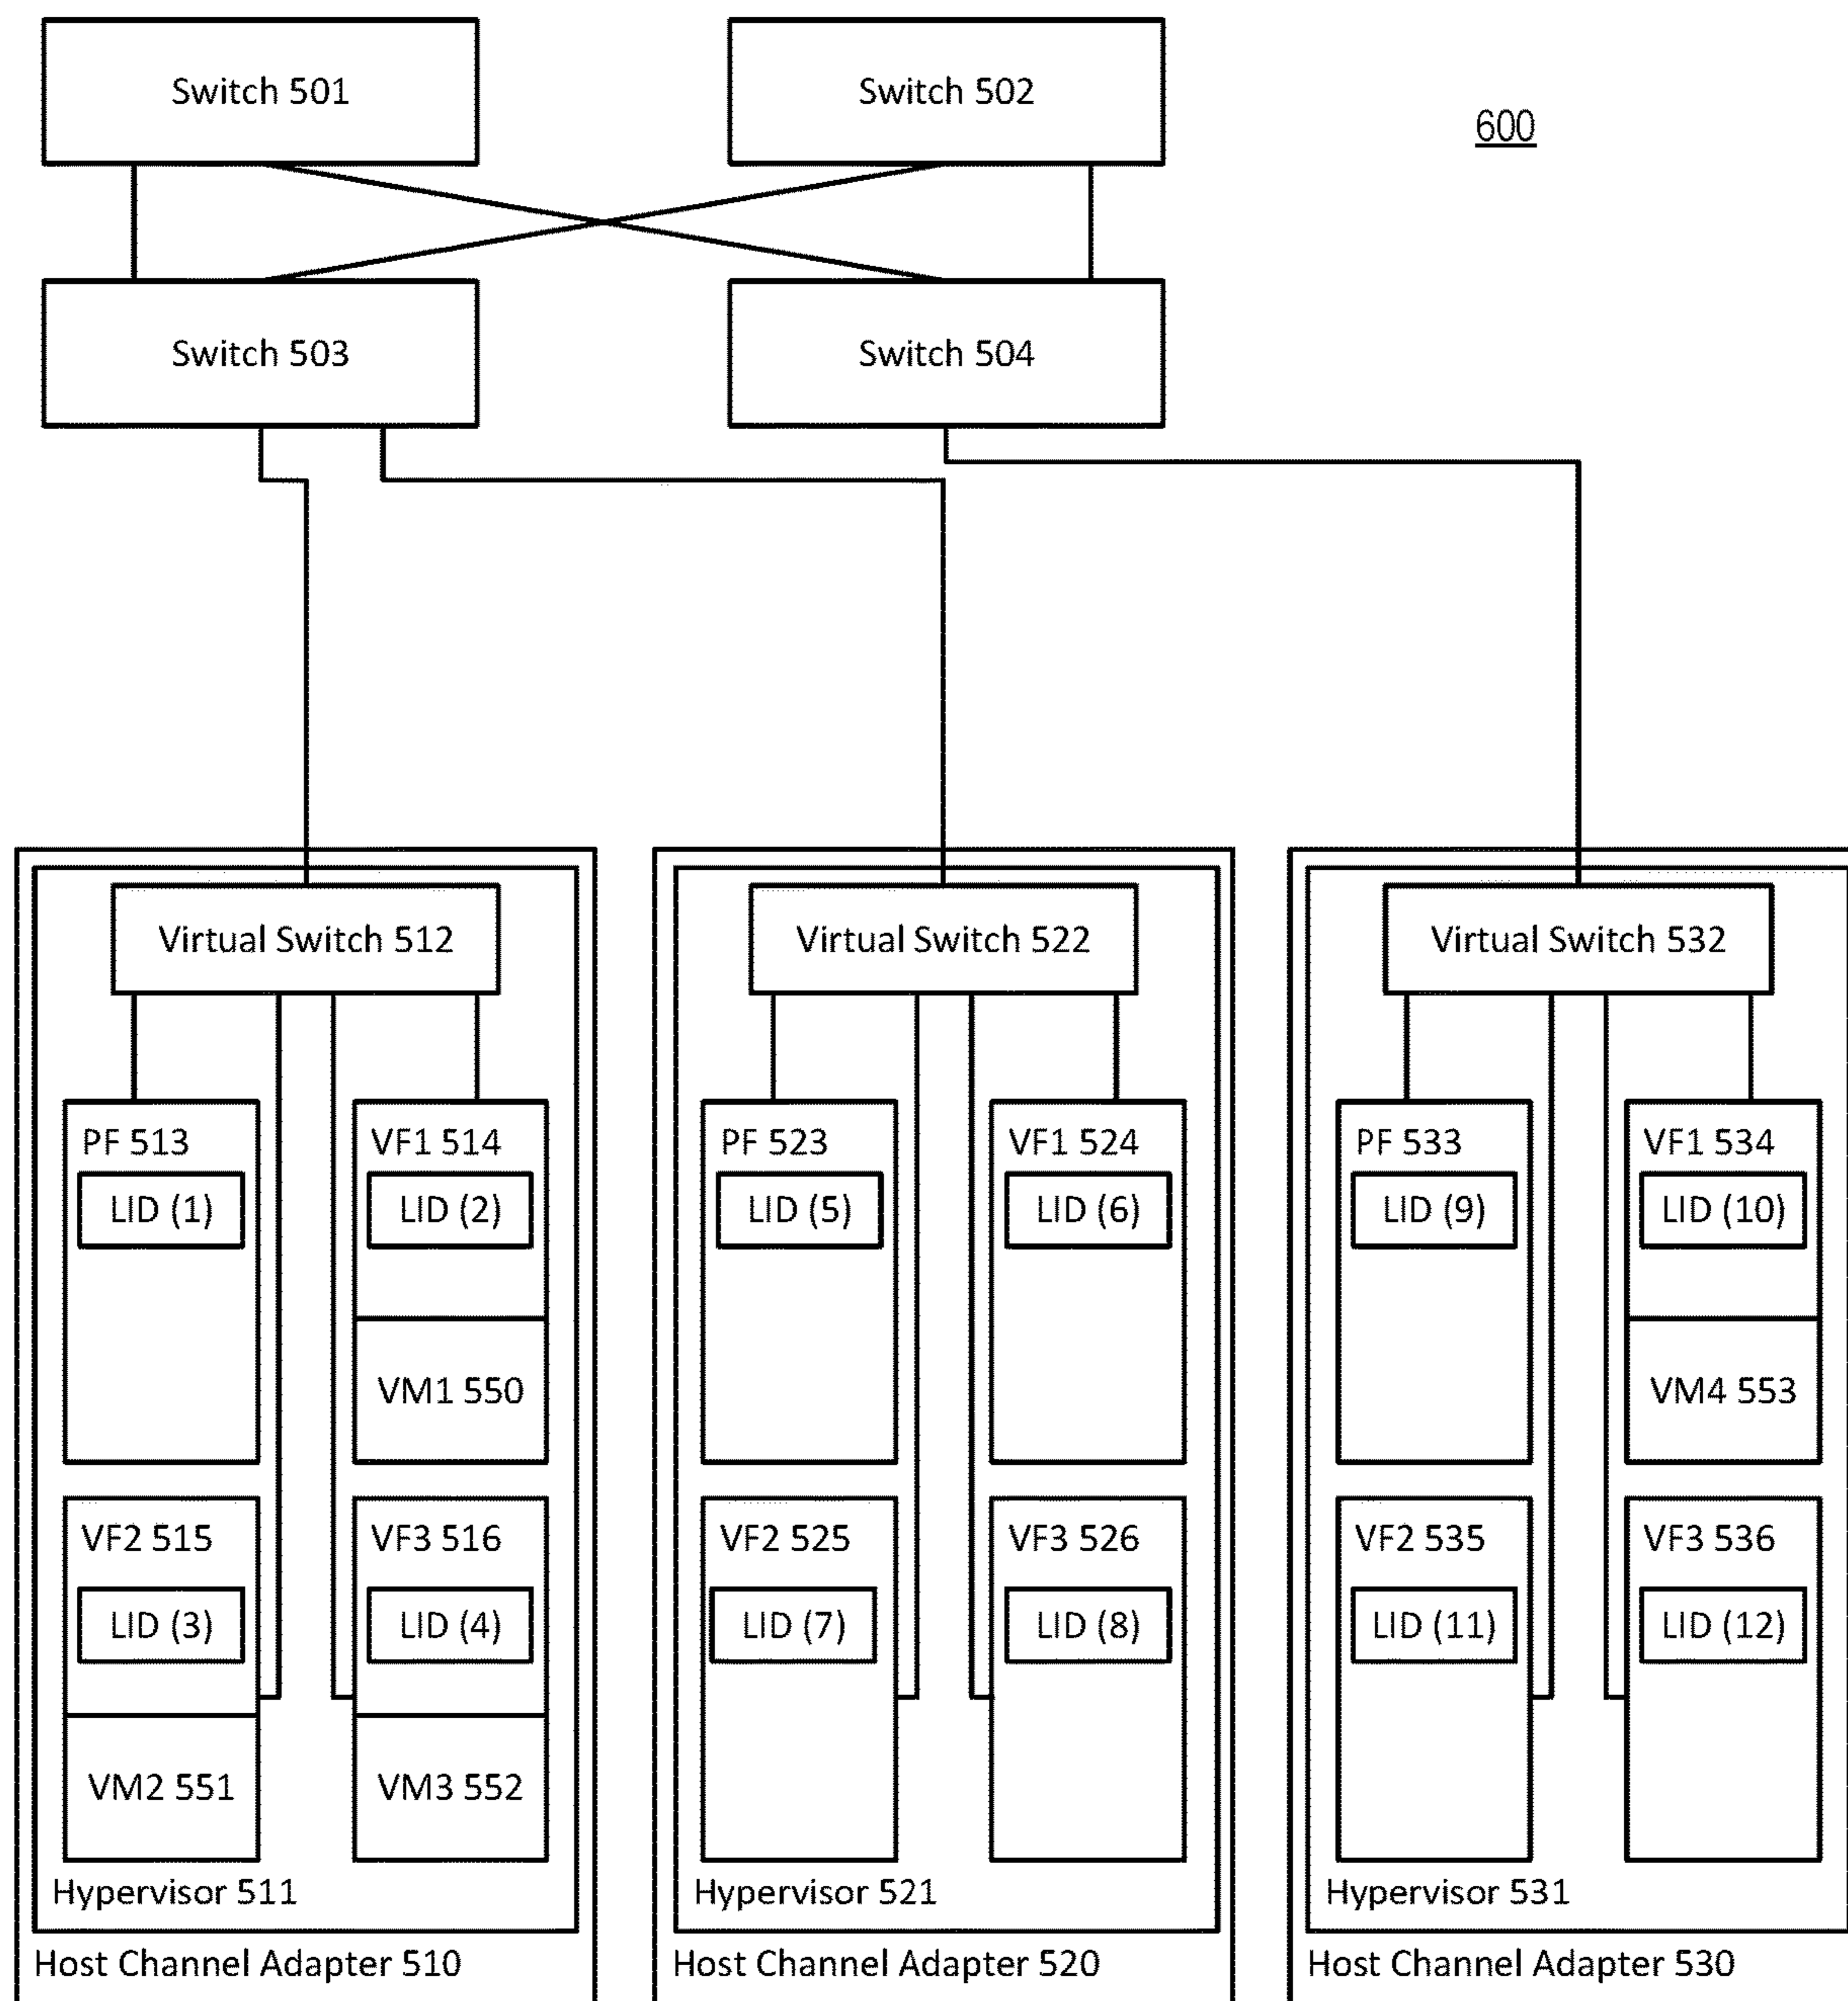 Switch 501
Switch 502
600
Switch 503
Switch 504
Virtual Switch 512
PF 513
LID (1)
VF1 514
LID (2)
VM1 550
VF2 515
LID (3)
VM2 551
VF3 516
LID (4)
VM3 552
Hypervisor 511
Host Channel Adapter 510
Virtual Switch 522
PF 523
LID (5)
VF1 524
LID (6)
VF2 525
LID (7)
VF3 526
LID (8)
Hypervisor 521
Host Channel Adapter 520
Virtual Switch 532
PF 533
LID (9)
VF1 534
LID (10)
VM4 553
VF2 535
LID (11)
VF3 536
LID (12)
Hypervisor 531
Host Channel Adapter 530